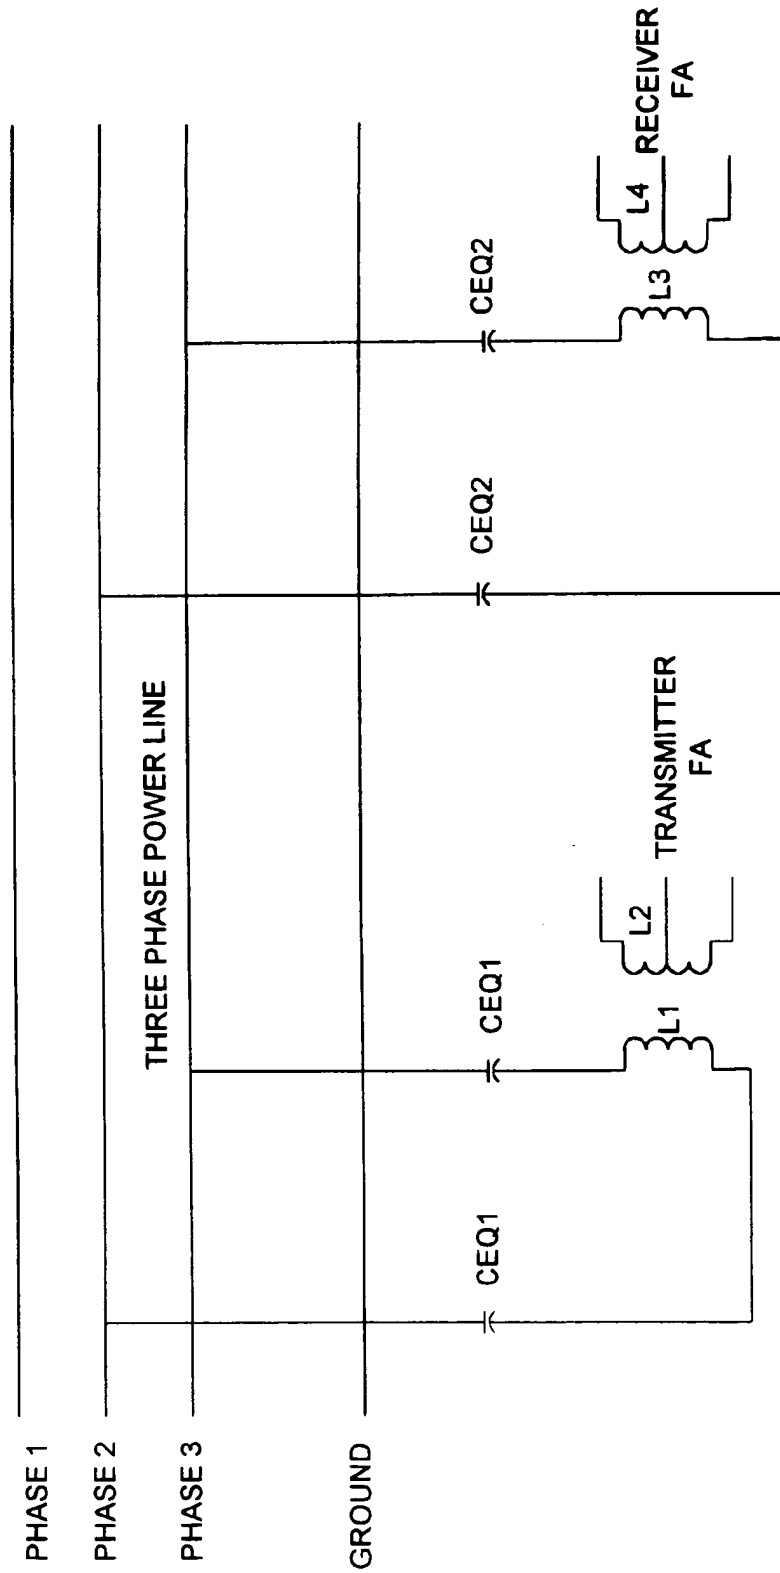 PHASE 1
PHASE 2
PHASE 3
GROUND
THREE PHASE POWER LINE
CEQ1
CEQ1
L1
L2
TRANSMITTER
FA
CEQ2
CEQ2
L3
L4
RECEIVER
FA